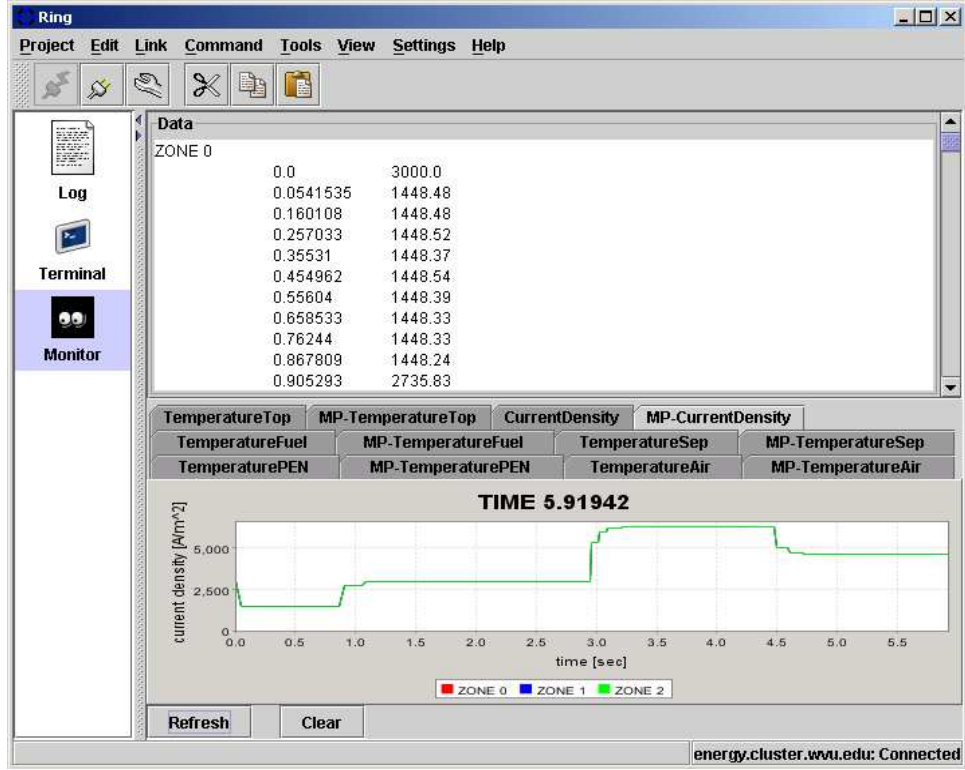 Ring
Project Edit Link Command Tools View Settings Help
Log
Terminal
Monitor
Data
ZONE 0
0.0 3000.0
0.0541535 1448.48
0.160108 1448.48
0.257033 1448.52
0.35531 1448.37
0.454962 1448.54
0.55604 1448.39
0.658533 1448.33
0.76244 1448.33
0.867809 1448.24
0.905293 2735.83
TemperatureTop MP-TemperatureTop CurrentDensity MP-CurrentDensity
TemperatureFuel MP-TemperatureFuel TemperatureSep MP-TemperatureSep
TemperaturePEN MP-TemperaturePEN TemperatureAir MP-TemperatureAir
TIME 5.91942
current density [A/m^2]
5,000
2,500
0
0.0 0.5 1.0 1.5 2.0 2.5 3.0 3.5 4.0 4.5 5.0 5.5
time [sec]
ZONE 0 ZONE 1 ZONE 2
Refresh Clear
energy.cluster.wvu.edu: Connected